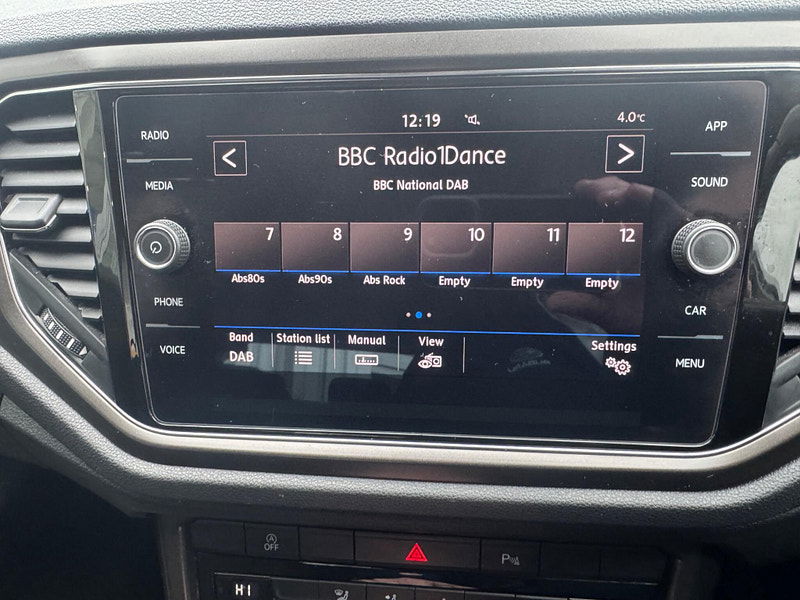 12:19
4.0°C
RADIO
APP
BBC Radio1Dance
<
>
MEDIA
SOUND
BBC National DAB
7 8 9 10 11 12
Abs80s Abs90s Abs Rock Empty Empty Empty
PHONE
CAR
VOICE
MENU
Band Station list Manual View Settings
DAB
A
OFF
P
HI